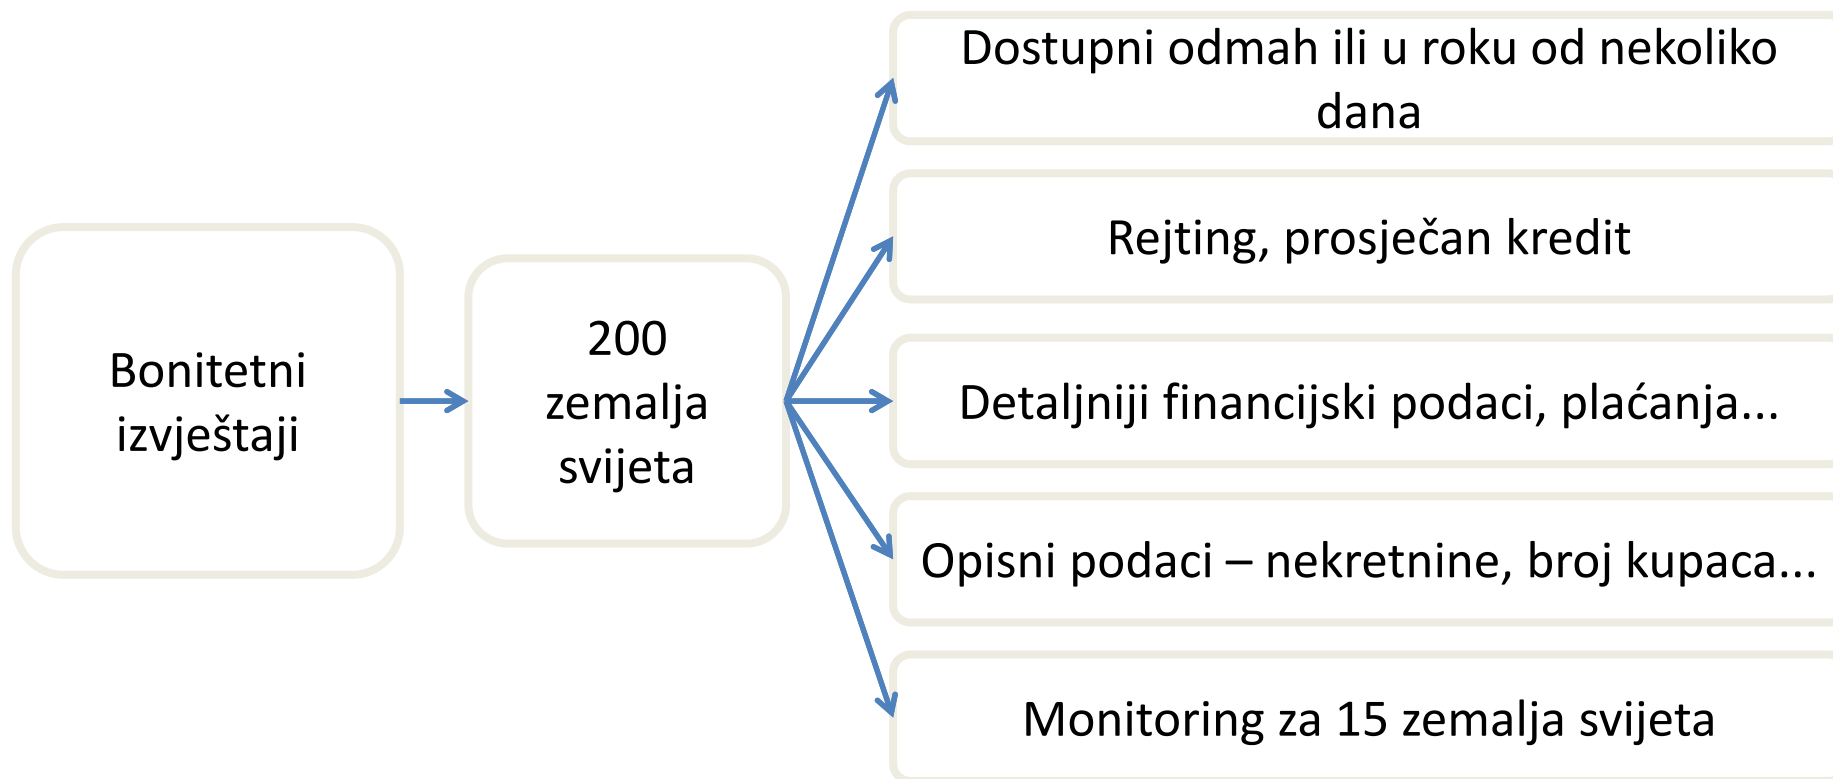 Bonitetni
izvještaji
200
zemalja
svijeta
Dostupni odmah ili u roku od nekoliko
dana
Rejting, prosječan kredit
Detaljniji financijski podaci, plaćanja...
Opisni podaci – nekretnine, broj kupaca...
Monitoring za 15 zemalja svijeta